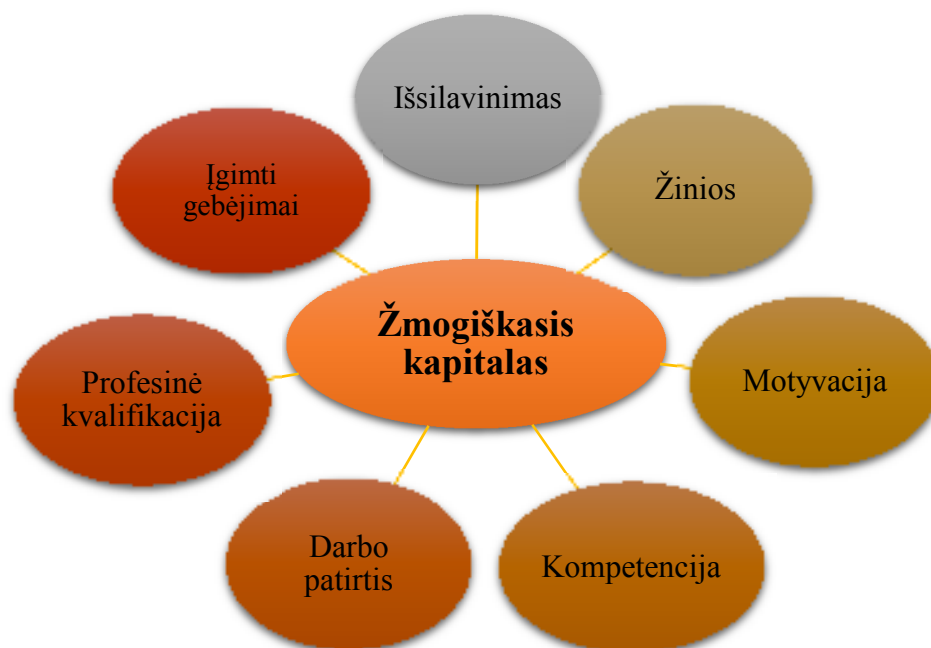 Išsilavinimas
Žinios
Motyvacija
Kompetencija
Darbo
patirtis
Profesinė
kvalifikacija
Įgimti
gebėjimai
Žmogiškasis
kapitalas